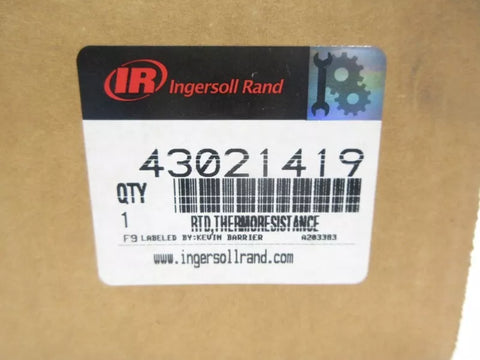 IR Ingersoll Rand
43021419
QTY
1 RTD,THERMORESISTANCE
F9 LABELED BY:KEVIN BARRIER A203383
www.ingersollrand.com